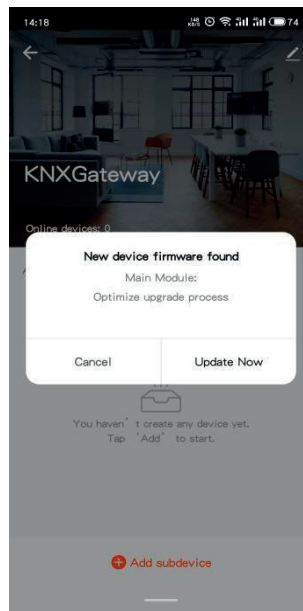 14:18
74
KNXGateway
Online devices: 0
New device firmware found
Main Module:
Optimize upgrade process
Cancel
Update Now
You haven't create any device yet.
Tap "Add" to start.
Add subdevice